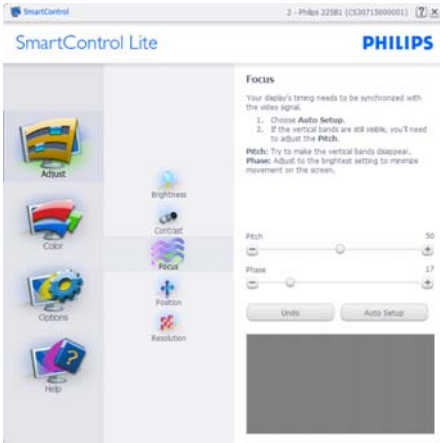 SmartControl
2 - Philips 225B1 (CS30715000001)
SmartControl Lite
PHILIPS
Adjust
Color
Options
Help
Brightness
Contrast
Focus
Position
Resolution
Focus
Your display's timing needs to be synchronized with
the video signal.
1. Choose Auto Setup.
2. If the vertical bands are still visible, you'll need
to adjust the Pitch.
Pitch: Try to make the vertical bands disappear.
Phase: Adjust to the brightest setting to minimize
movement on the screen.
Pitch 50
Phase 17
Undo Auto Setup